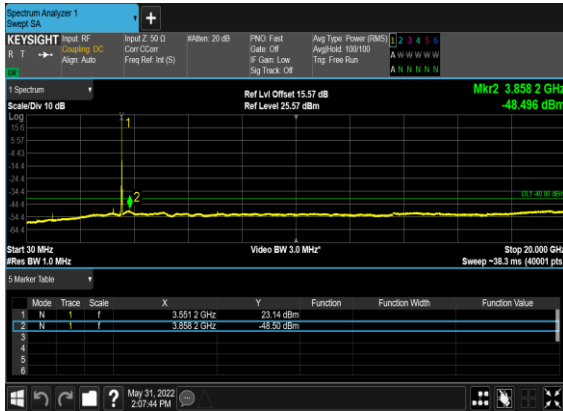 Spectrum Analyzer 1
Swept SA
+
KEYSIGHT Input: RF Input Z: 50 Ω #Atten: 20 dB PNO: Fast Avg Type: Power (RMS) 1 2 3 4 5 6
R T Coupling: DC Corr CCorr Gate: Off Avg|Hold: 100/100 A W W W W W
Align: Auto Freq Ref: Int (S) IF Gain: Low Trig: Free Run
LXI Sig Track: Off A N N N N N
1 Spectrum Ref Lvl Offset 15.57 dB Mkr2 3.858 2 GHz
Scale/Div 10 dB Ref Level 25.57 dBm -48.496 dBm
Log
15.6
5.57
-4.43
-14.4
-24.4
-34.4
-44.4
-54.4
-64.4
1
2
DL1 -40.00 dBm
Start 30 MHz Video BW 3.0 MHz* Stop 20.000 GHz
#Res BW 1.0 MHz Sweep ~38.3 ms (40001 pts)
5 Marker Table
Mode Trace Scale X Y Function Function Width Function Value
1 N 1 f 3.551 2 GHz 23.14 dBm
2 N 1 f 3.858 2 GHz -48.50 dBm
3
4
5
6
? May 31, 2022
2:07:44 PM